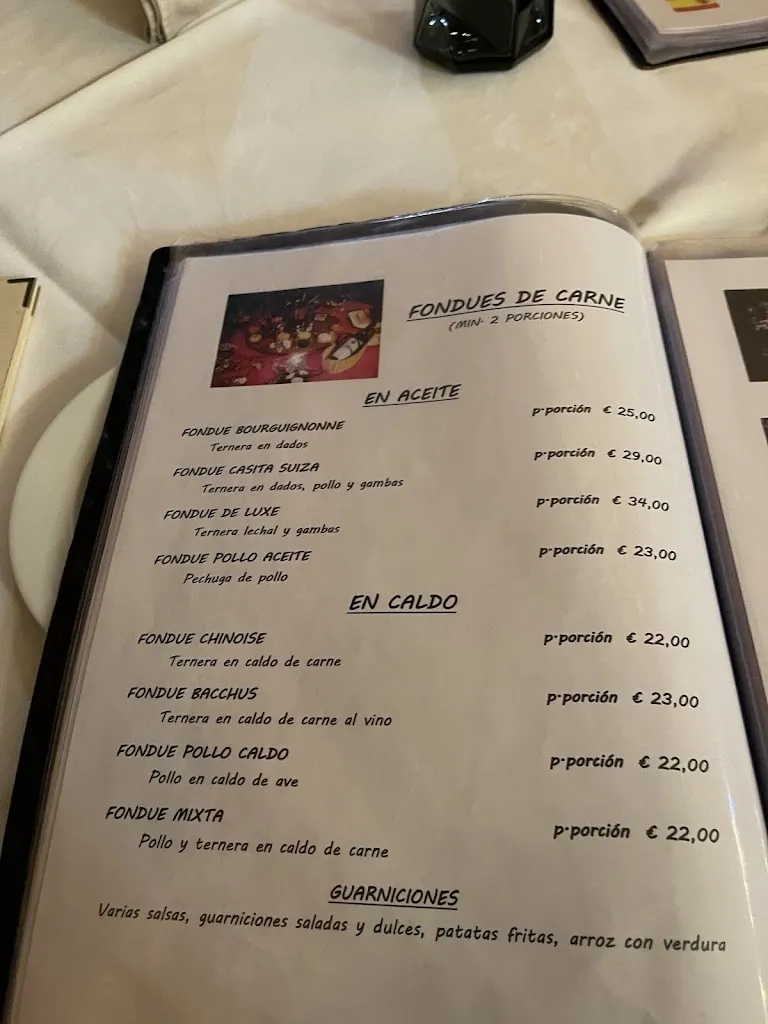 FONDUES DE CARNE
(MIN· 2 PORCIONES)
EN ACEITE
FONDUE BOURGUIGNONNE p·porción € 25,00
Ternera en dados
FONDUE CASITA SUIZA p·porción € 29,00
Ternera en dados, pollo y gambas
FONDUE DE LUXE p·porción € 34,00
Ternera lechal y gambas
FONDUE POLLO ACEITE p·porción € 23,00
Pechuga de pollo
EN CALDO
FONDUE CHINOISE p·porción € 22,00
Ternera en caldo de carne
FONDUE BACCHUS p·porción € 23,00
Ternera en caldo de carne al vino
FONDUE POLLO CALDO p·porción € 22,00
Pollo en caldo de ave
FONDUE MIXTA p·porción € 22,00
Pollo y ternera en caldo de carne
GUARNICIONES
Varias salsas, guarniciones saladas y dulces, patatas fritas, arroz con verdura